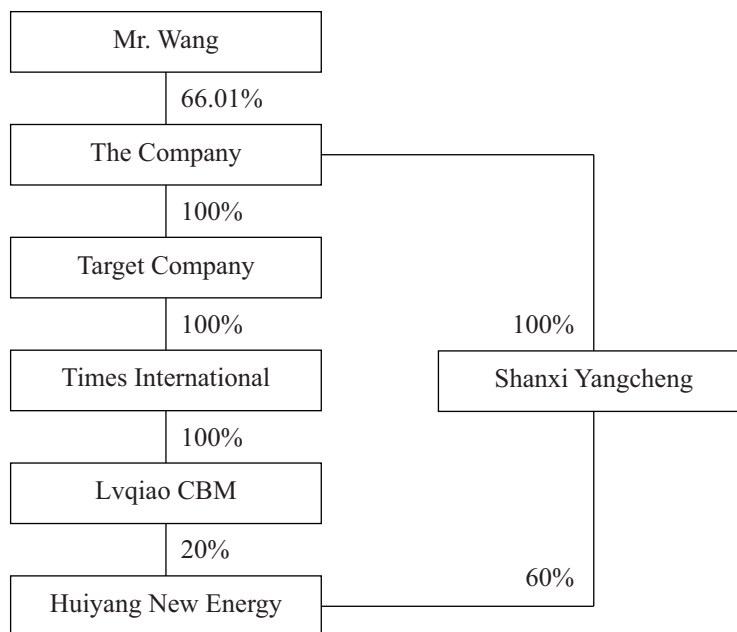 Mr. Wang
66.01%
The Company
100%
Target Company
100%
100%
Times International
Shanxi Yangcheng
100%
Lvqiao CBM
20%
60%
Huiyang New Energy